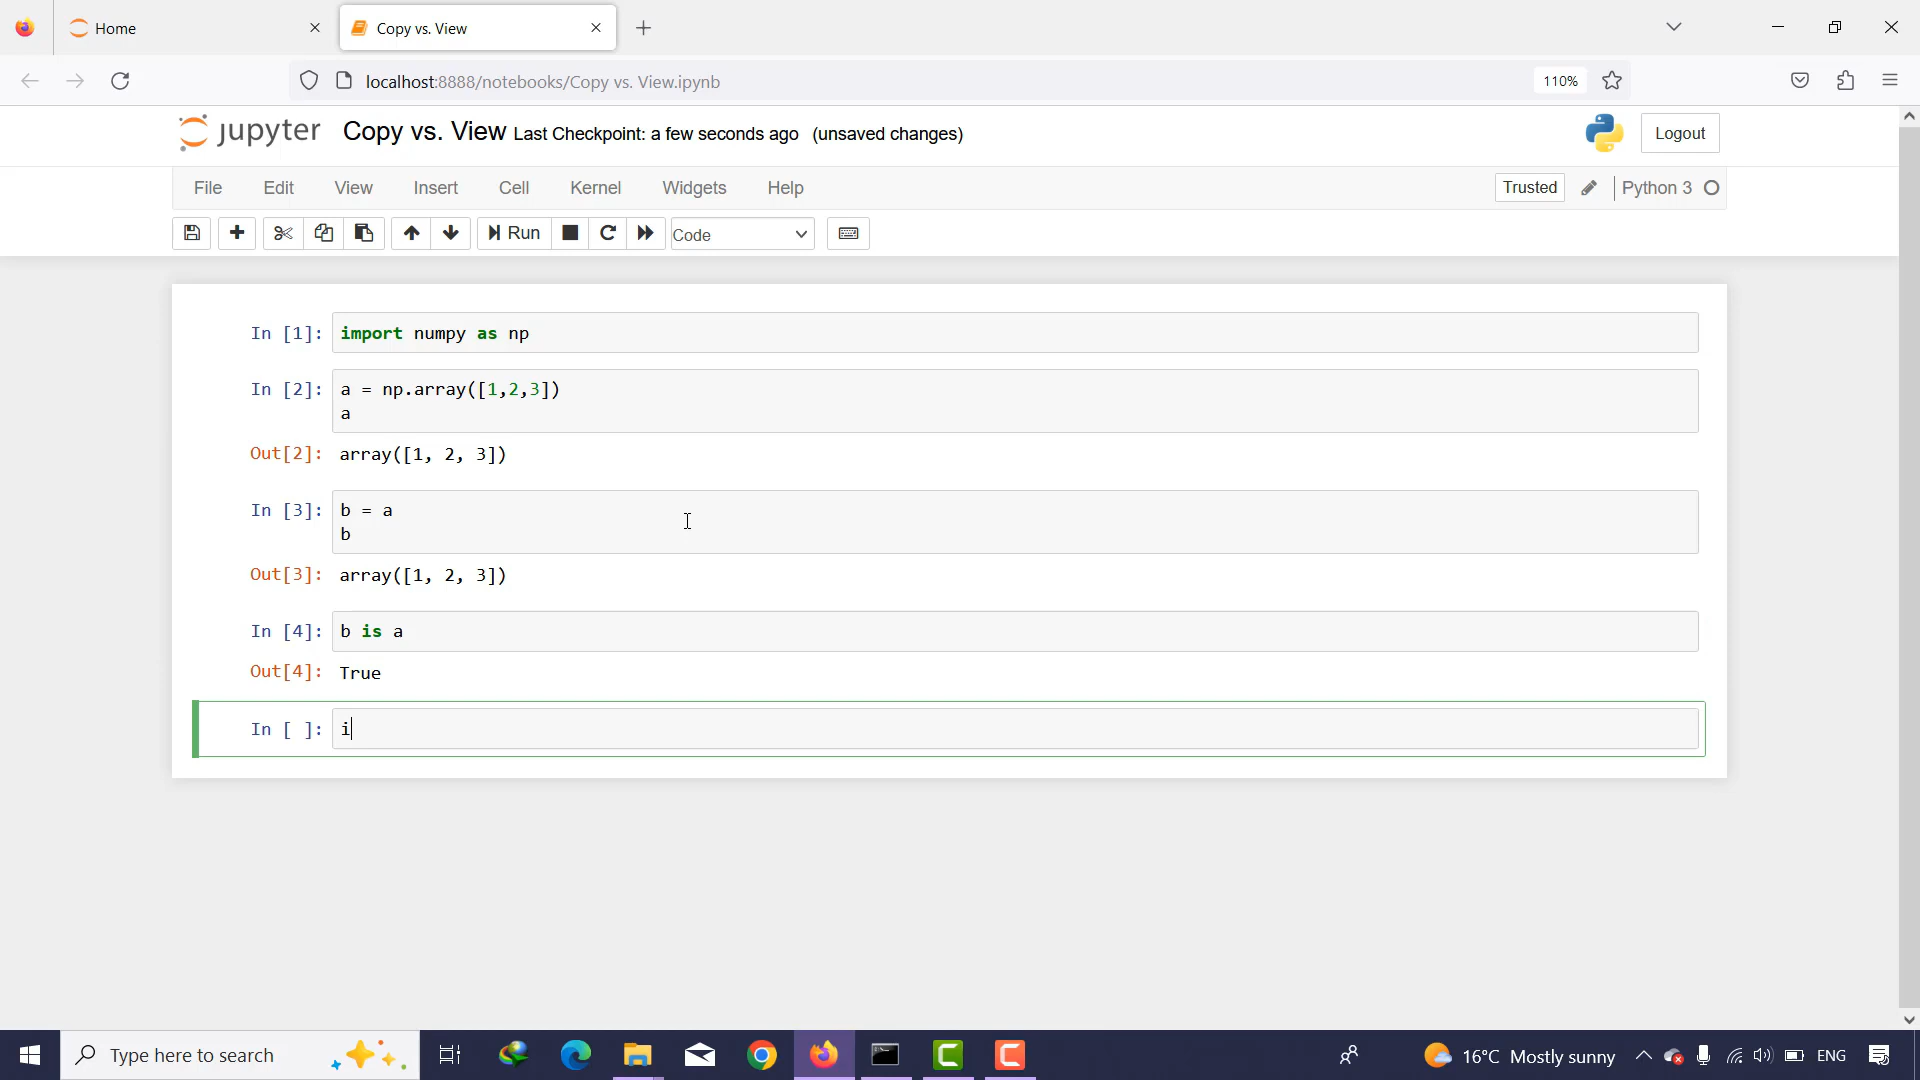 Home
Copy vs. View
localhost:8888/notebooks/Copy vs. View.ipynb
110%
jupyter Copy vs. View Last Checkpoint: a few seconds ago (unsaved changes)
Logout
File Edit View Insert Cell Kernel Widgets Help
Trusted
Python 3
Run
Code
In [1]: import numpy as np
In [2]: a = np.array([1,2,3])
a
Out[2]: array([1, 2, 3])
In [3]: b = a
b
Out[3]: array([1, 2, 3])
In [4]: b is a
Out[4]: True
In [ ]: i
Type here to search
16°C Mostly sunny
ENG